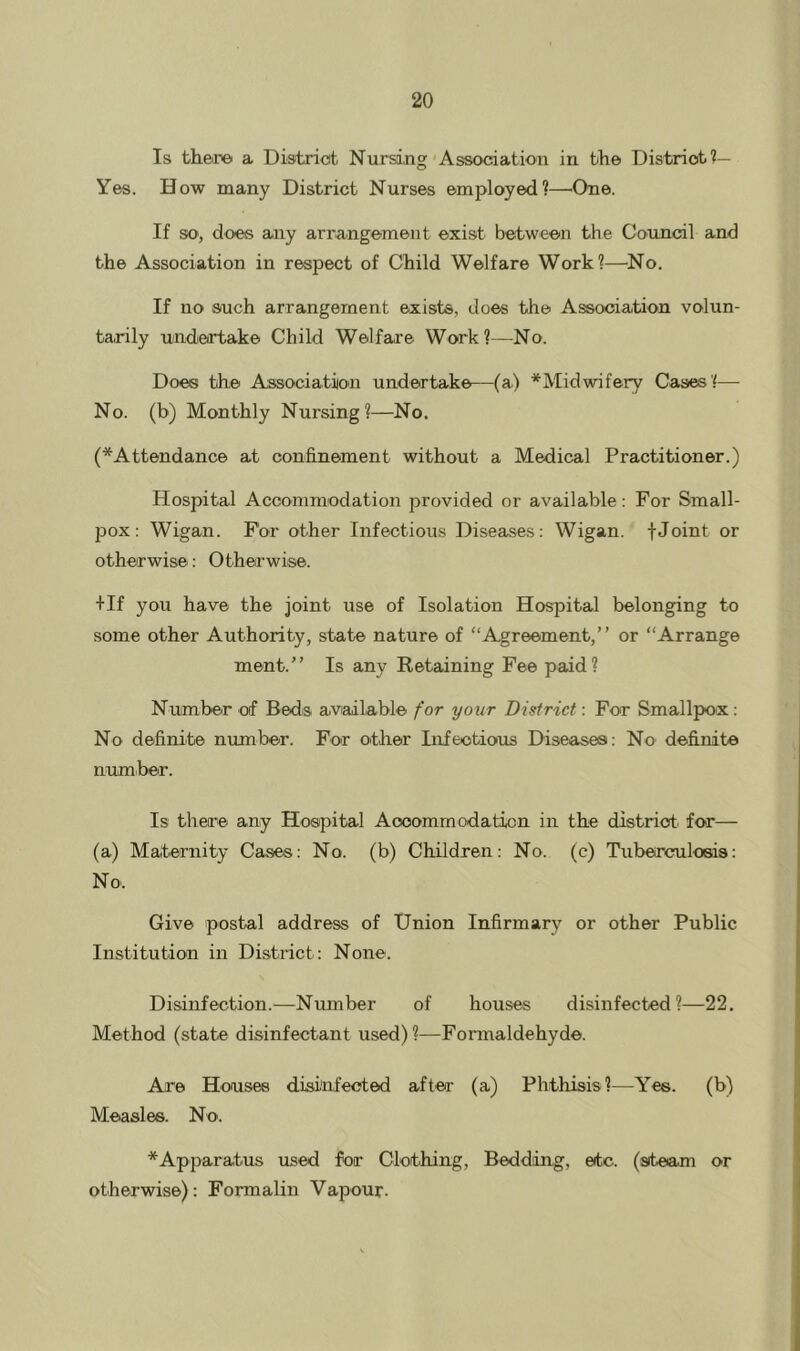 20
Is there a District Nursing Association in the District?—
Yes. How many District Nurses employed?—One.
If so, does any arrangement exist between the Council and
the Association in respect of Child Welfare Work?—No.
If no such arrangement exists, does the Association volun-
tarily undertake Child Welfare Work?—No.
Does the Association undertake—(a) *Midwifery Cases?—
No. (b) Monthly Nursing?—No.
(*Attendance at confinement without a Medical Practitioner.)
Hospital Accommodation provided or available: For Small-
pox: Wigan. For other Infectious Diseases: Wigan. †Joint or
otherwise: Otherwise.
†If you have the joint use of Isolation Hospital belonging to
some other Authority, state nature of “Agreement,” or “Arrange
ment.” Is any Retaining Fee paid?
Number of Beds available for your District: For Smallpox:
No definite number. For other Infectious Diseases: No definite
number.
Is there any Hospital Accommodation in the district for—
(a) Maternity Cases: No. (b) Children: No. (c) Tuberculosis:
No.
Give postal address of Union Infirmary or other Public
Institution in District: None.
Disinfection.—Number of houses disinfected?—22.
Method (state disinfectant used)?—Formaldehyde.
Are Houses disinfected after (a) Phthisis?—Yes. (b)
Measles. No.
*Apparatus used for Clothing, Bedding, etc. (steam or
otherwise): Formalin Vapour.